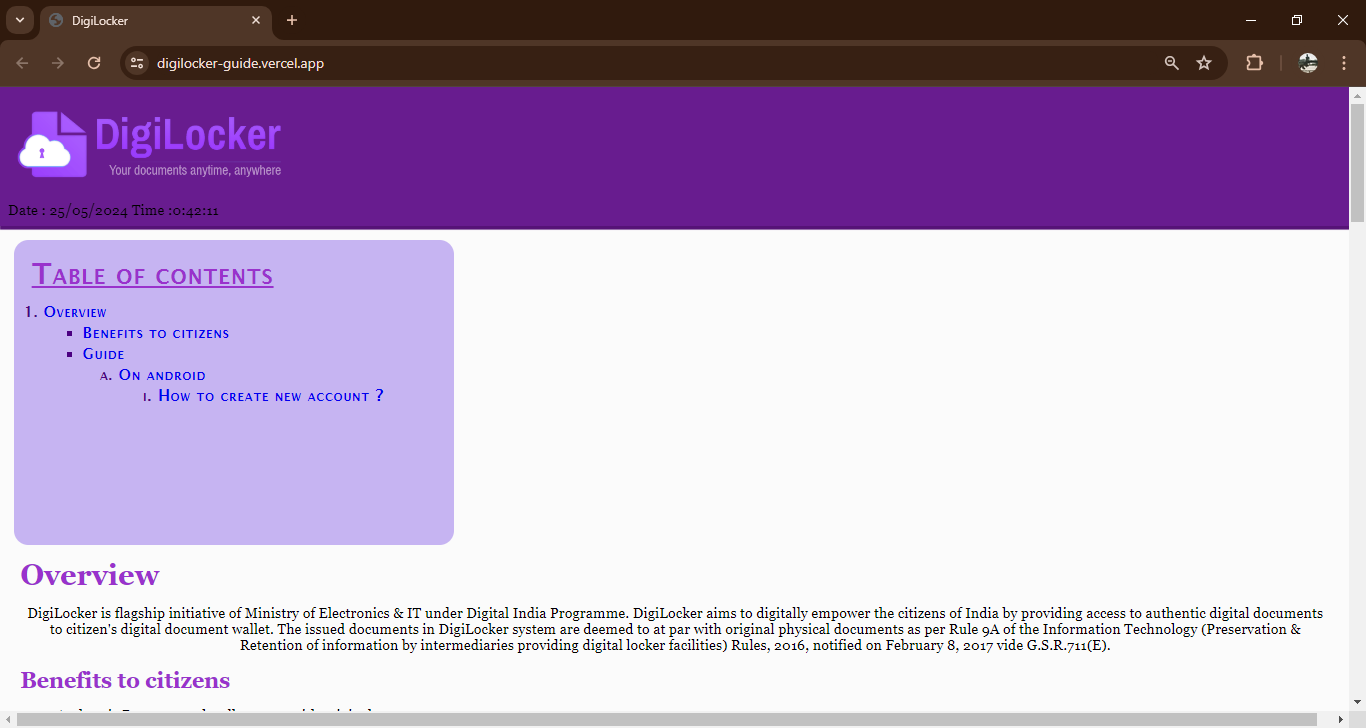 DigiLocker
digilocker-guide.vercel.app
DigiLocker
Your documents anytime, anywhere
Date : 25/05/2024 Time :0:42:11
Table of contents
1. Overview
▪ Benefits to citizens
▪ Guide
a. On android
i. How to create new account ?
Overview
DigiLocker is flagship initiative of Ministry of Electronics & IT under Digital India Programme. DigiLocker aims to digitally empower the citizens of India by providing access to authentic digital documents
to citizen's digital document wallet. The issued documents in DigiLocker system are deemed to at par with original physical documents as per Rule 9A of the Information Technology (Preservation &
Retention of information by intermediaries providing digital locker facilities) Rules, 2016, notified on February 8, 2017 vide G.S.R.711(E).
Benefits to citizens